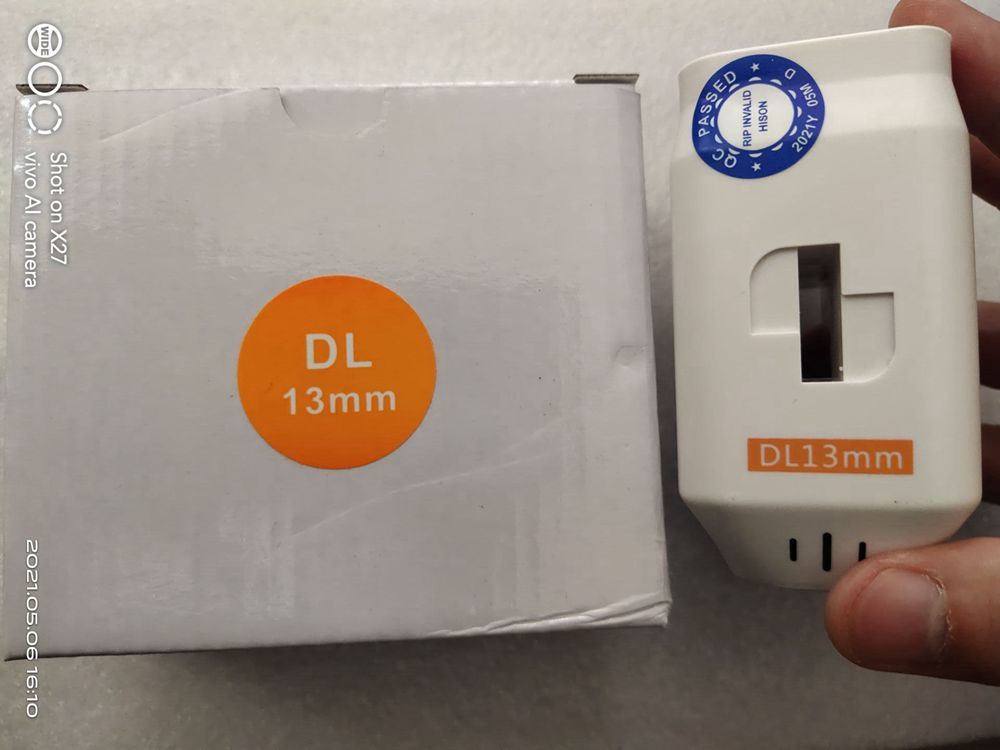 WIDE
Shot on X27
vivo AI camera
2021.05.06 16:10
DL
13mm
QC PASSED
RIP INVALID
HISON
2021Y 05M D
DL13mm